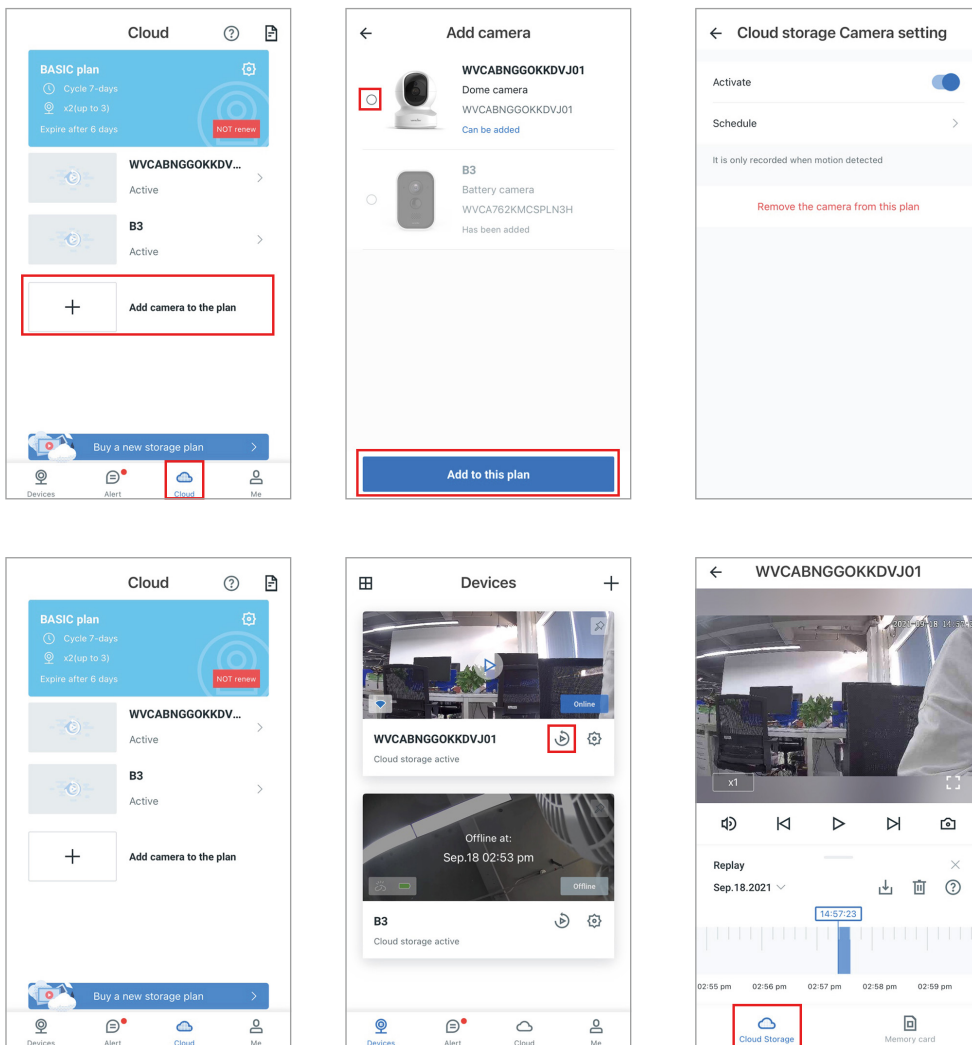 Cloud
BASIC plan
Cycle 7-days
x2(up to 3)
Expire after 6 days
NOT renew
WVCABNGGOKKDV...
Active
B3
Active
Add camera to the plan
Buy a new storage plan
Devices
Alert
Cloud
Me
Add camera
WVCABNGGOKKDVJ01
Dome camera
WVCABNGGOKKDVJ01
Can be added
B3
Battery camera
WVCA762KMCSPLN3H
Has been added
Add to this plan
Cloud storage Camera setting
Activate
Schedule
It is only recorded when motion detected
Remove the camera from this plan
Cloud
BASIC plan
Cycle 7-days
x2(up to 3)
Expire after 6 days
NOT renew
WVCABNGGOKKDV...
Active
B3
Active
Add camera to the plan
Buy a new storage plan
Devices
Alert
Cloud
Me
Devices
Online
WVCABNGGOKKDVJ01
Cloud storage active
Offline at:
Sep.18 02:53 pm
Offline
B3
Cloud storage active
Devices
Alert
Cloud
Me
WVCABNGGOKKDVJ01
x1
Replay
Sep.18.2021
14:57:23
02:55 pm 02:56 pm 02:57 pm 02:58 pm 02:59 pm
Cloud Storage
Memory card